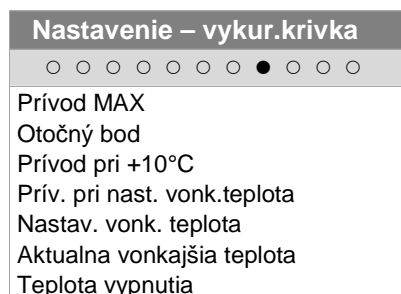 Nastavenie – vykur.krivka
Prívod MAX
Otočný bod
Prívod pri +10°C
Prív. pri nast. vonk.teplota
Nastav. vonk. teplota
Aktualna vonkajšia teplota
Teplota vypnutia